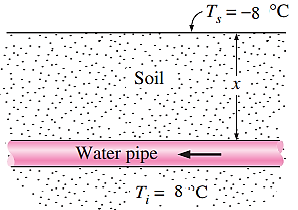 Tₛ = −8 °C
Soil
x
Water pipe
Tᵢ = 8 °C